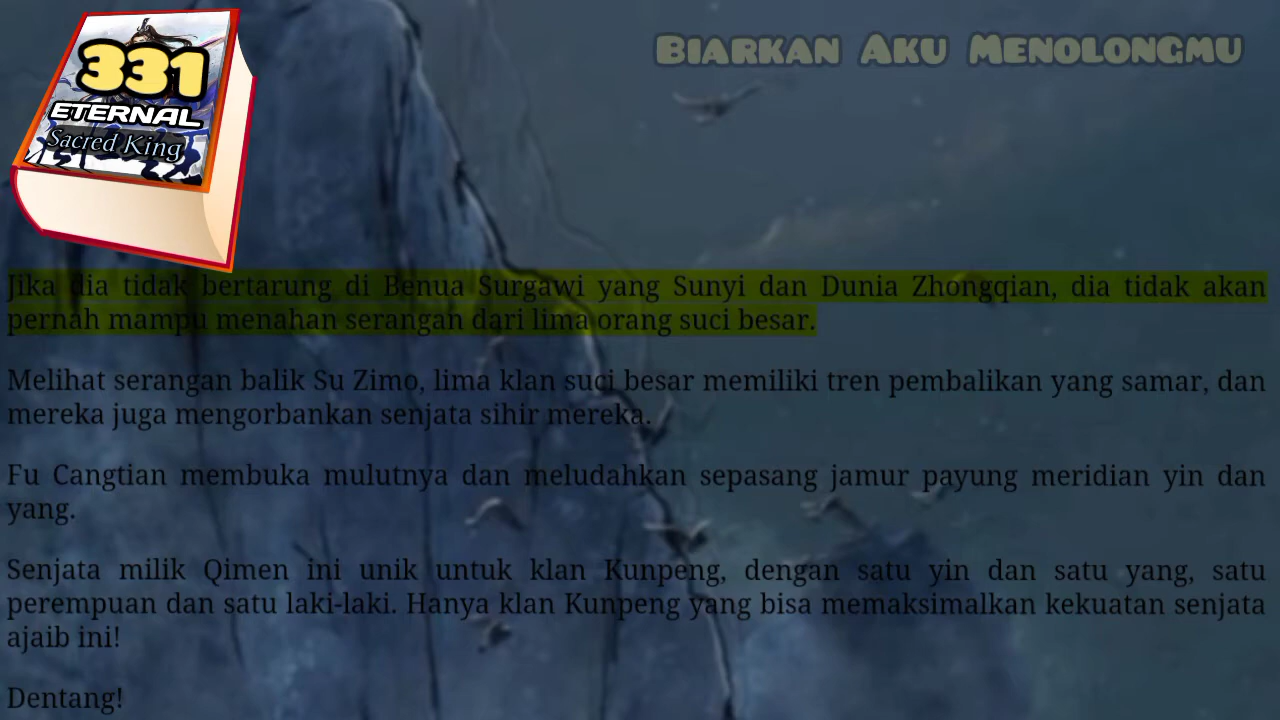 331
ETERNAL
Sacred King
Biarkan Aku Menolongmu
Jika dia tidak bertarung di Benua Surgawi yang Sunyi dan Dunia Zhongqian, dia tidak akan
pernah mampu menahan serangan dari lima orang suci besar.
Melihat serangan balik Su Zimo, lima klan suci besar memiliki tren pembalikan yang samar, dan
mereka juga mengorbankan senjata sihir mereka.
Fu Cangtian membuka mulutnya dan meludahkan sepasang jamur payung meridian yin dan
yang.
Senjata milik Qimen ini unik untuk klan Kunpeng, dengan satu yin dan satu yang, satu
perempuan dan satu laki-laki. Hanya klan Kunpeng yang bisa memaksimalkan kekuatan senjata
ajaib ini!
Dentang!